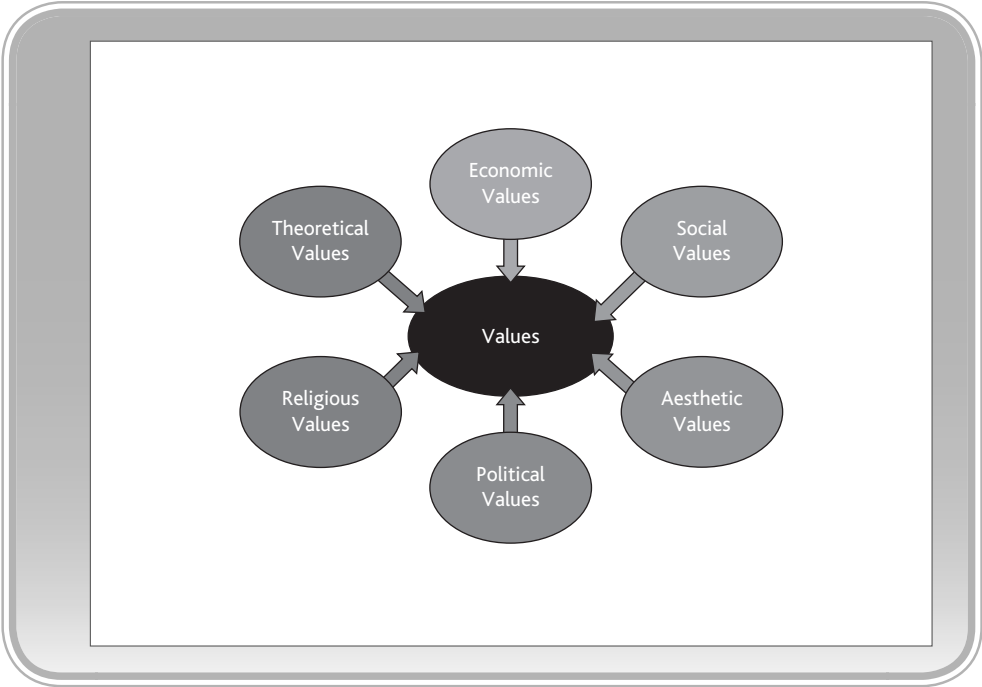 Economic
Values
Theoretical
Values
Social
Values
Values
Religious
Values
Aesthetic
Values
Political
Values